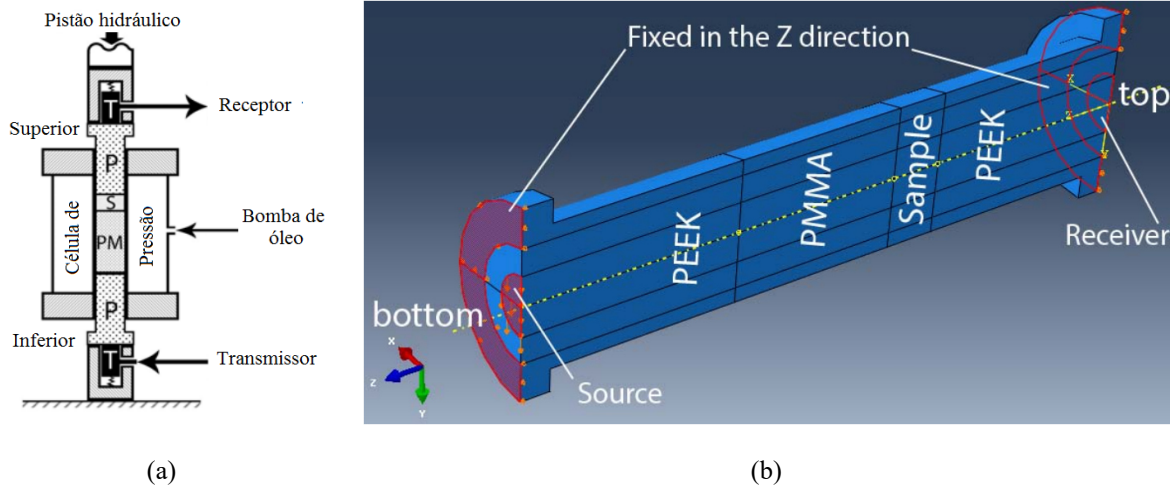 Pistão hidráulico
T
Receptor
Superior
P
S
Célula de
Pressão
Bomba de
óleo
PM
P
Inferior
T
Transmissor
(a)
Fixed in the Z direction
top
PEEK
PMMA
Sample
PEEK
Receiver
bottom
Source
X
Z
Y
X
Z
Y
(b)